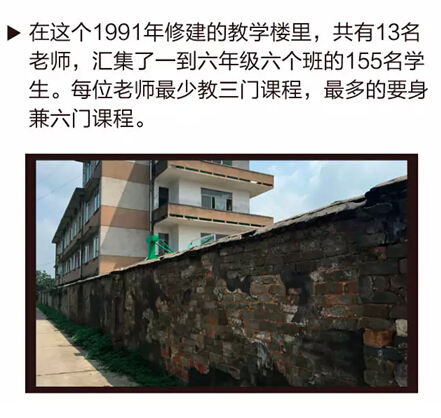 ▶ 在这个1991年修建的教学楼里，共有13名
老师，汇集了一到六年级六个班的155名学
生。每位老师最少教三门课程，最多的要身
兼六门课程。